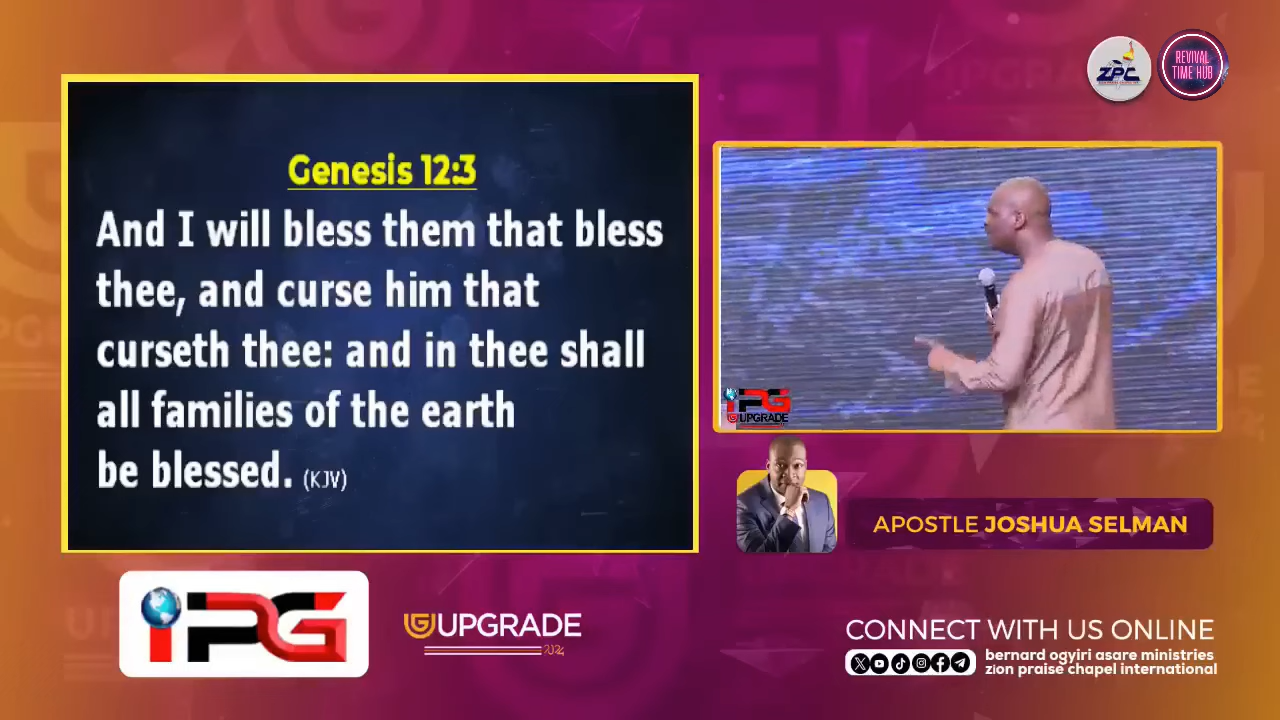 ZPC
REVIVAL
TIME HUB
Genesis 12:3
And I will bless them that bless
thee, and curse him that
curseth thee: and in thee shall
all families of the earth
be blessed. (KJV)
iPG
UPGRADE
APOSTLE JOSHUA SELMAN
iPG
UPGRADE
2024
CONNECT WITH US ONLINE
bernard ogyiri asare ministries
zion praise chapel international